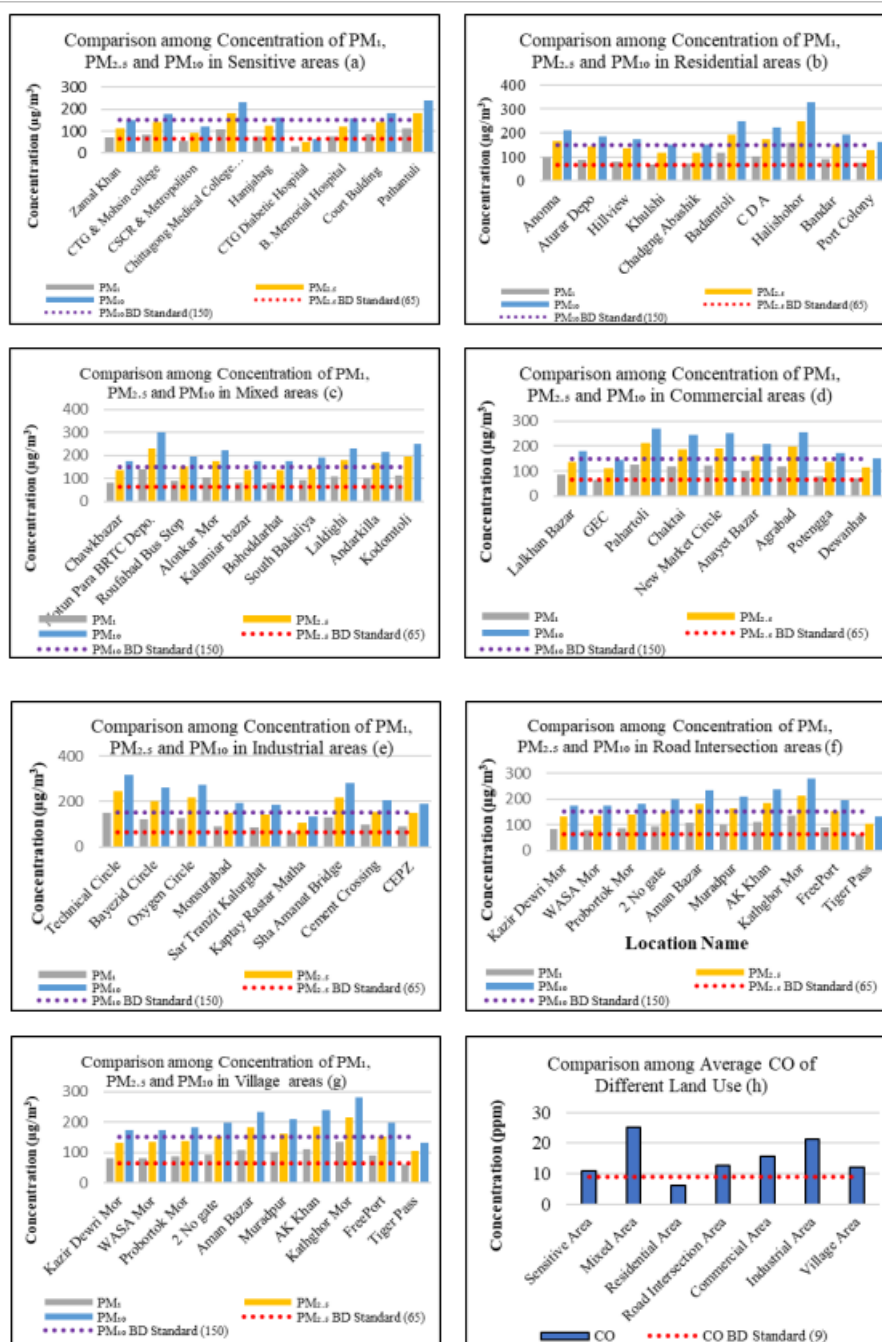 Comparison among Concentration of PM₁,
PM₂.₅ and PM₁₀ in Sensitive areas (a)
Concentration (µg/m³)
300
200
100
0
Zamal Khan
CTG & Mohsin college
CSCR & Metropoliton
Chittagong Medical College...
Hamjabag
CTG Diabetic Hospital
B. Memorial Hospital
Court Bulding
Pathantuli
PM₁
PM₂.₅
PM₁₀
PM₂.₅ BD Standard (65)
PM₁₀ BD Standard (150)
Comparison among Concentration of PM₁,
PM₂.₅ and PM₁₀ in Residential areas (b)
Concentration (µg/m³)
400
300
200
100
0
Anonna
Aturar Depo
Hillview
Khulshi
Chadgng Abashik
Badamtoli
C D A
Halishohor
Bandar
Port Colony
PM₁
PM₂.₅
PM₁₀
PM₂.₅ BD Standard (65)
PM₁₀ BD Standard (150)
Comparison among Concentration of PM₁,
PM₂.₅ and PM₁₀ in Mixed areas (c)
Concentration (µg/m³)
400
300
200
100
0
Chawkbazar
Para BRTC Depo.
Roufabad Bus Stop
Alonkar Mor
Kalamiar bazar
Bohoddarhat
South Bakaliya
Laldighi
Andarkilla
Kodomtoli
PM₁
PM₂.₅
PM₁₀
PM₂.₅ BD Standard (65)
PM₁₀ BD Standard (150)
Comparison among Concentration of PM₁,
PM₂.₅ and PM₁₀ in Commercial areas (d)
Concentration (µg/m³)
300
200
100
0
Lalkhan Bazar
GEC
Pahartoli
Chaktai
New Market Circle
Anayet Bazar
Agrabad
Potengga
Dewanhat
PM₁
PM₂.₅
PM₁₀
PM₂.₅ BD Standard (65)
PM₁₀ BD Standard (150)
Comparison among Concentration of PM₁,
PM₂.₅ and PM₁₀ in Industrial areas (e)
Concentration (µg/m³)
400
200
0
Technical Circle
Bayezid Circle
Oxygen Circle
Monsurabad
Sar Tranzit Kalurghat
Kaptay Rastar Matha
Sha Amanat Bridge
Cement Crossing
CEPZ
PM₁
PM₂.₅
PM₁₀
PM₂.₅ BD Standard (65)
PM₁₀ BD Standard (150)
Comparison among Concentration of PM₁,
PM₂.₅ and PM₁₀ in Road Intersection areas (f)
Concentration (µg/m³)
300
200
100
0
Kazir Dewri Mor
WASA Mor
Probortok Mor
2 No gate
Aman Bazar
Muradpur
AK Khan
Kathghor Mor
FreePort
Tiger Pass
Location Name
PM₁
PM₂.₅
PM₁₀
PM₂.₅ BD Standard (65)
PM₁₀ BD Standard (150)
Comparison among Concentration of PM₁,
PM₂.₅ and PM₁₀ in Village areas (g)
Concentration (µg/m³)
300
200
100
0
Kazir Dewri Mor
WASA Mor
Probortok Mor
2 No gate
Aman Bazar
Muradpur
AK Khan
Kathghor Mor
FreePort
Tiger Pass
PM₁
PM₂.₅
PM₁₀
PM₂.₅ BD Standard (65)
PM₁₀ BD Standard (150)
Comparison among Average CO of
Different Land Use (h)
Concentration (ppm)
30
20
10
0
Sensitive Area
Mixed Area
Residential Area
Road Intersection Area
Commercial Area
Industrial Area
Village Area
CO
CO BD Standard (9)